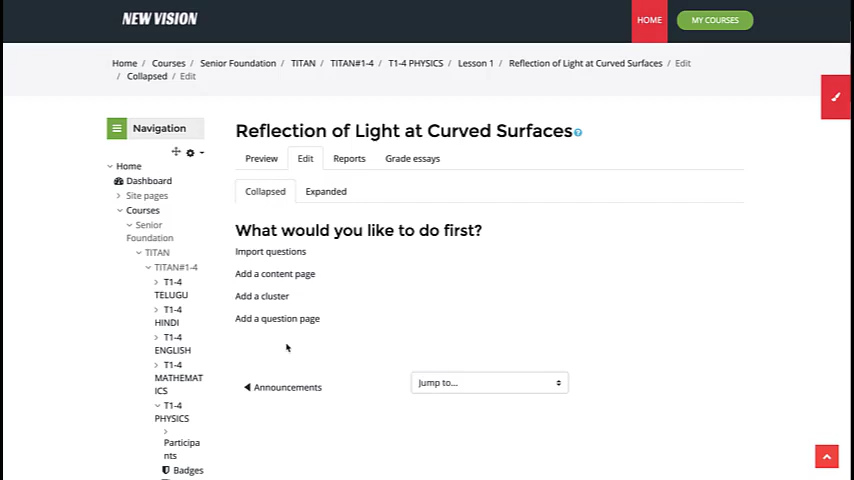 NEW VISION
HOME
MY COURSES
Home / Courses / Senior Foundation / TITAN / TITAN#1-4 / T1-4 PHYSICS / Lesson 1 / Reflection of Light at Curved Surfaces / Edit
/ Collapsed / Edit
Navigation
Home
Dashboard
Site pages
Courses
Senior
Foundation
TITAN
TITAN#1-4
T1-4
TELUGU
T1-4
HINDI
T1-4
ENGLISH
T1-4
MATHEMAT
ICS
T1-4
PHYSICS
Participa
nts
Badges
Reflection of Light at Curved Surfaces
Preview
Edit
Reports
Grade essays
Collapsed
Expanded
What would you like to do first?
Import questions
Add a content page
Add a cluster
Add a question page
Announcements
Jump to...